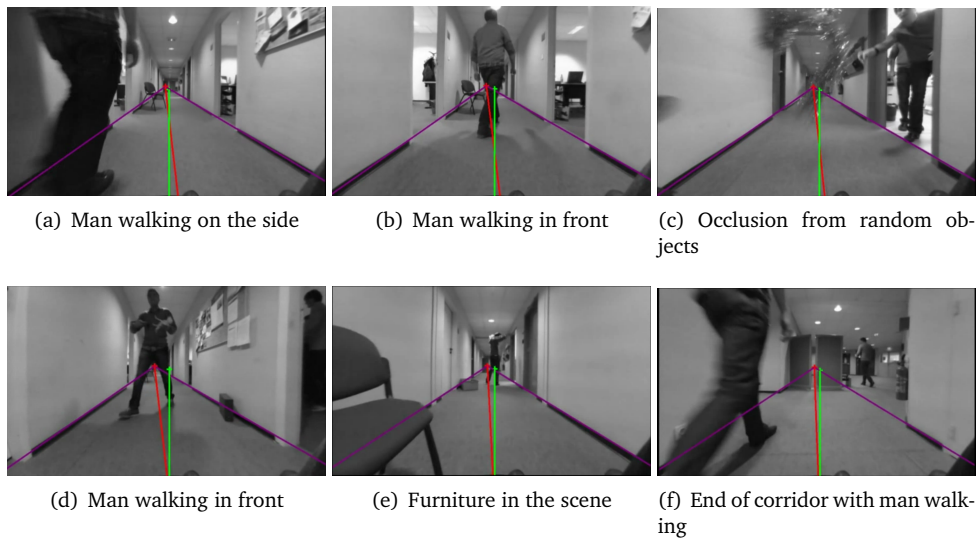 (a) Man walking on the side
(b) Man walking in front
(c) Occlusion from random ob-
jects
(d) Man walking in front
(e) Furniture in the scene
(f) End of corridor with man walk-
ing